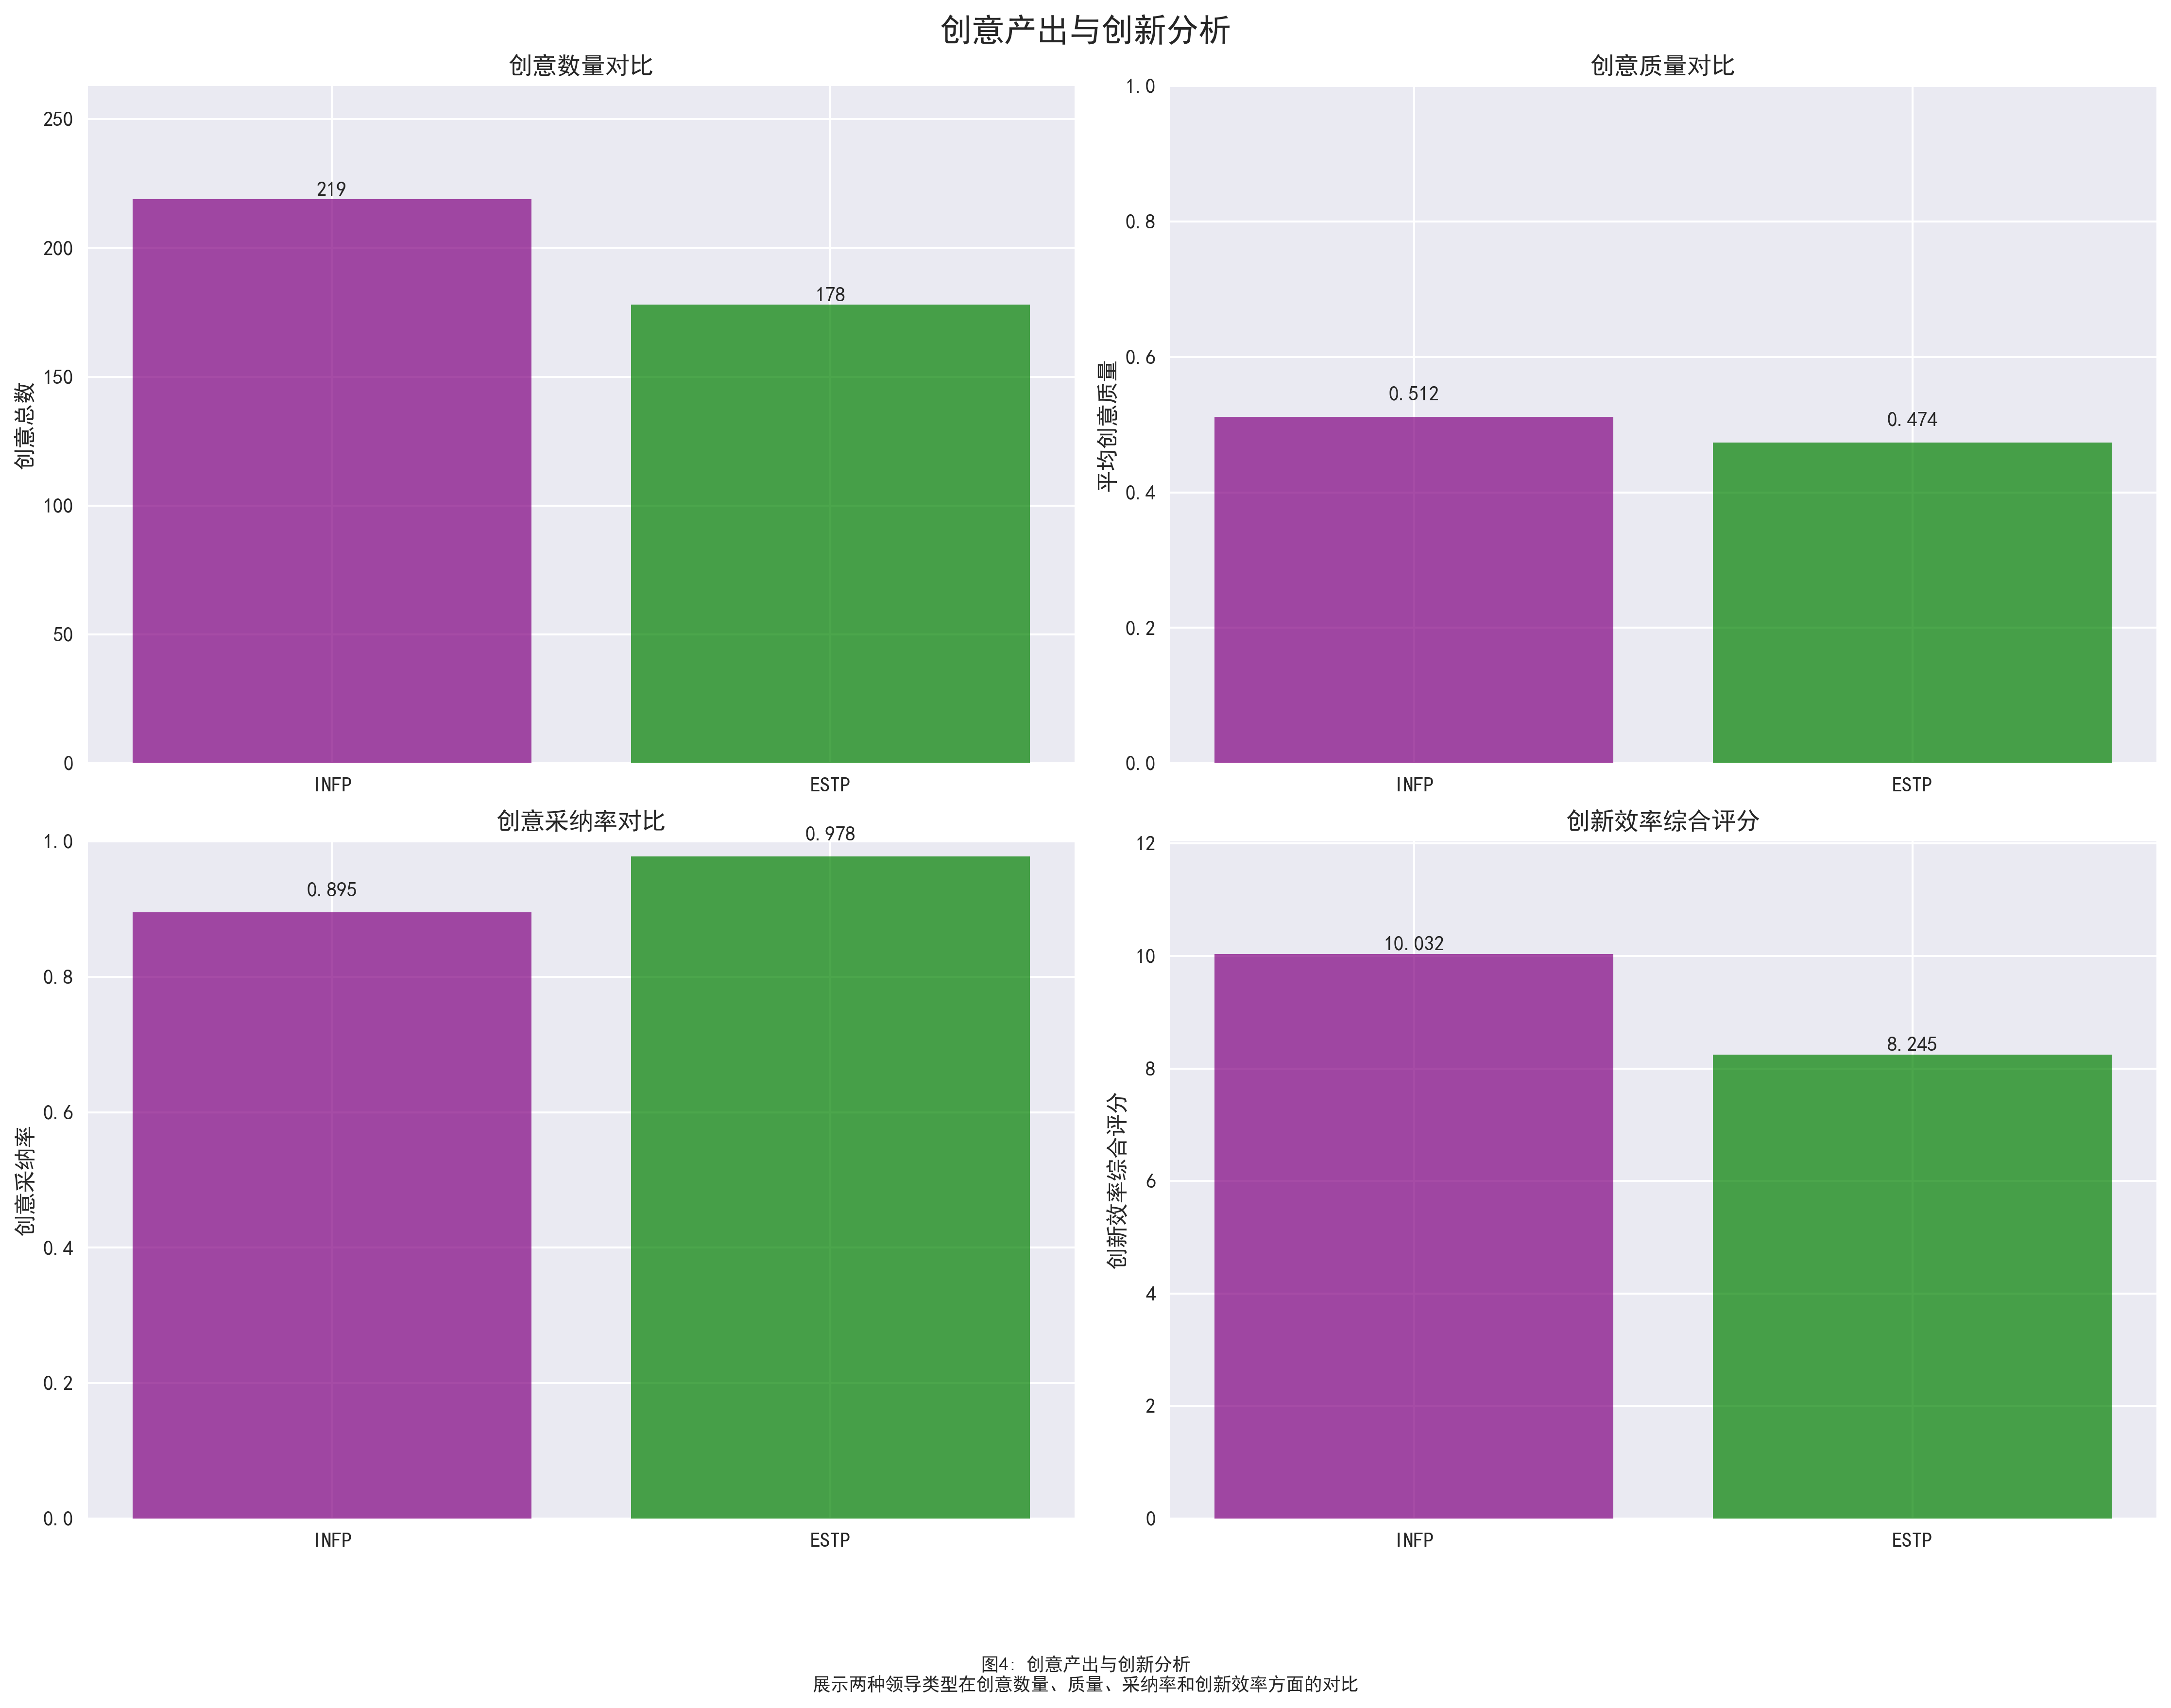 创意产出与创新分析
创意数量对比
250
200
150
100
50
0
创意总数
219
178
INFP
ESTP
创意质量对比
1.0
0.8
0.6
0.4
0.2
0.0
平均创意质量
0.512
0.474
INFP
ESTP
创意采纳率对比
1.0
0.8
0.6
0.4
0.2
0.0
创意采纳率
0.895
0.978
INFP
ESTP
创新效率综合评分
12
10
8
6
4
2
0
创新效率综合评分
10.032
8.245
INFP
ESTP
图4: 创意产出与创新分析
展示两种领导类型在创意数量、质量、采纳率和创新效率方面的对比